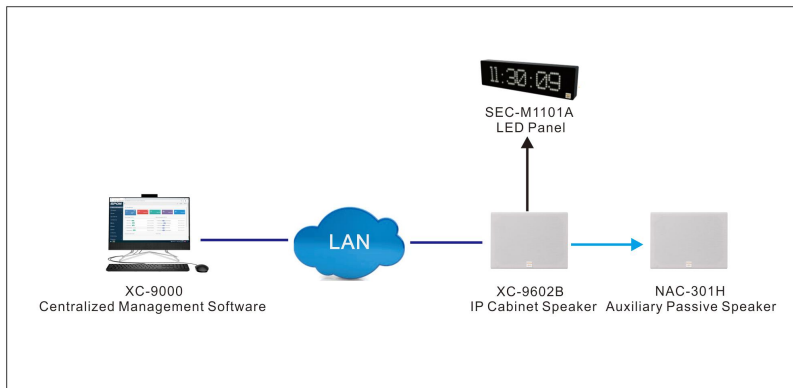 11:30:09
SEC-M1101A
LED Panel
LAN
XC-9000
Centralized Management Software
XC-9602B
IP Cabinet Speaker
NAC-301H
Auxiliary Passive Speaker